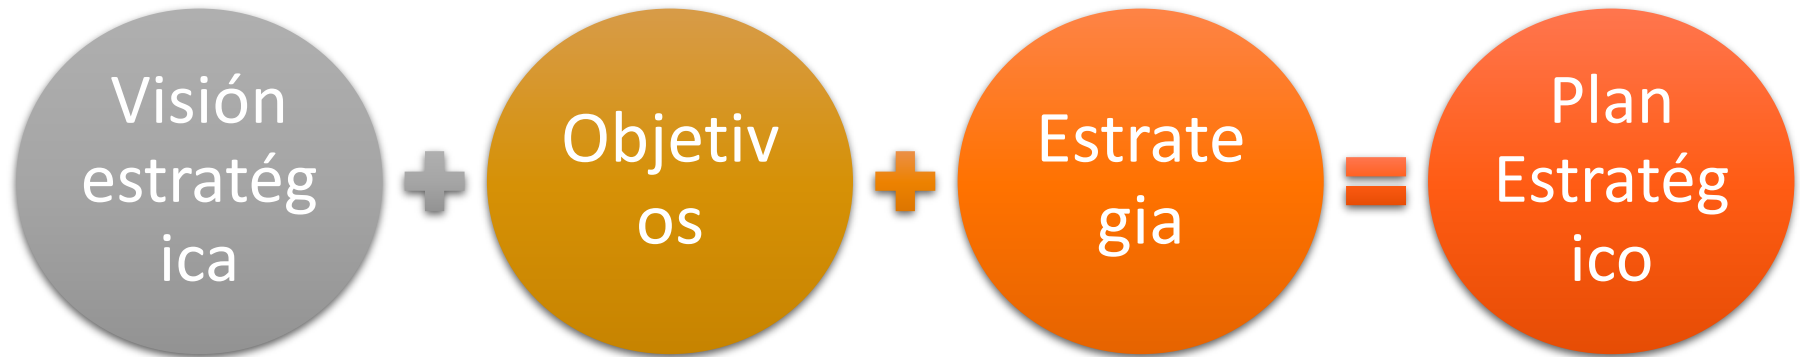 Visión
estratég
ica
Objetiv
os
Estrate
gia
Plan
Estratég
ico